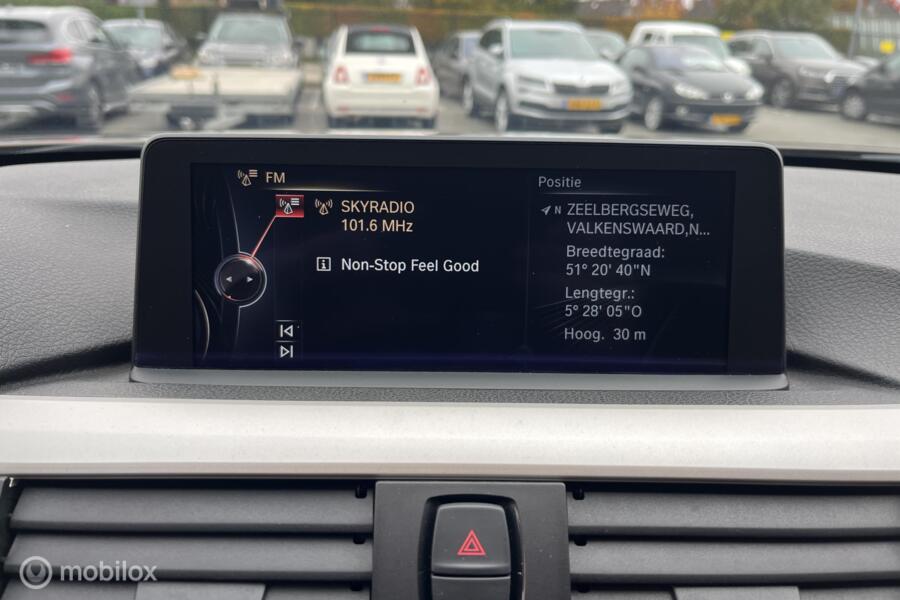 FM
SKYRADIO
101.6 MHz
Non-Stop Feel Good
Positie
N ZEELBERGSEWEG,
VALKENSWAARD,N...
Breedtegraad:
51° 20' 40"N
Lengtegr.:
5° 28' 05"O
Hoog. 30 m
mobilox